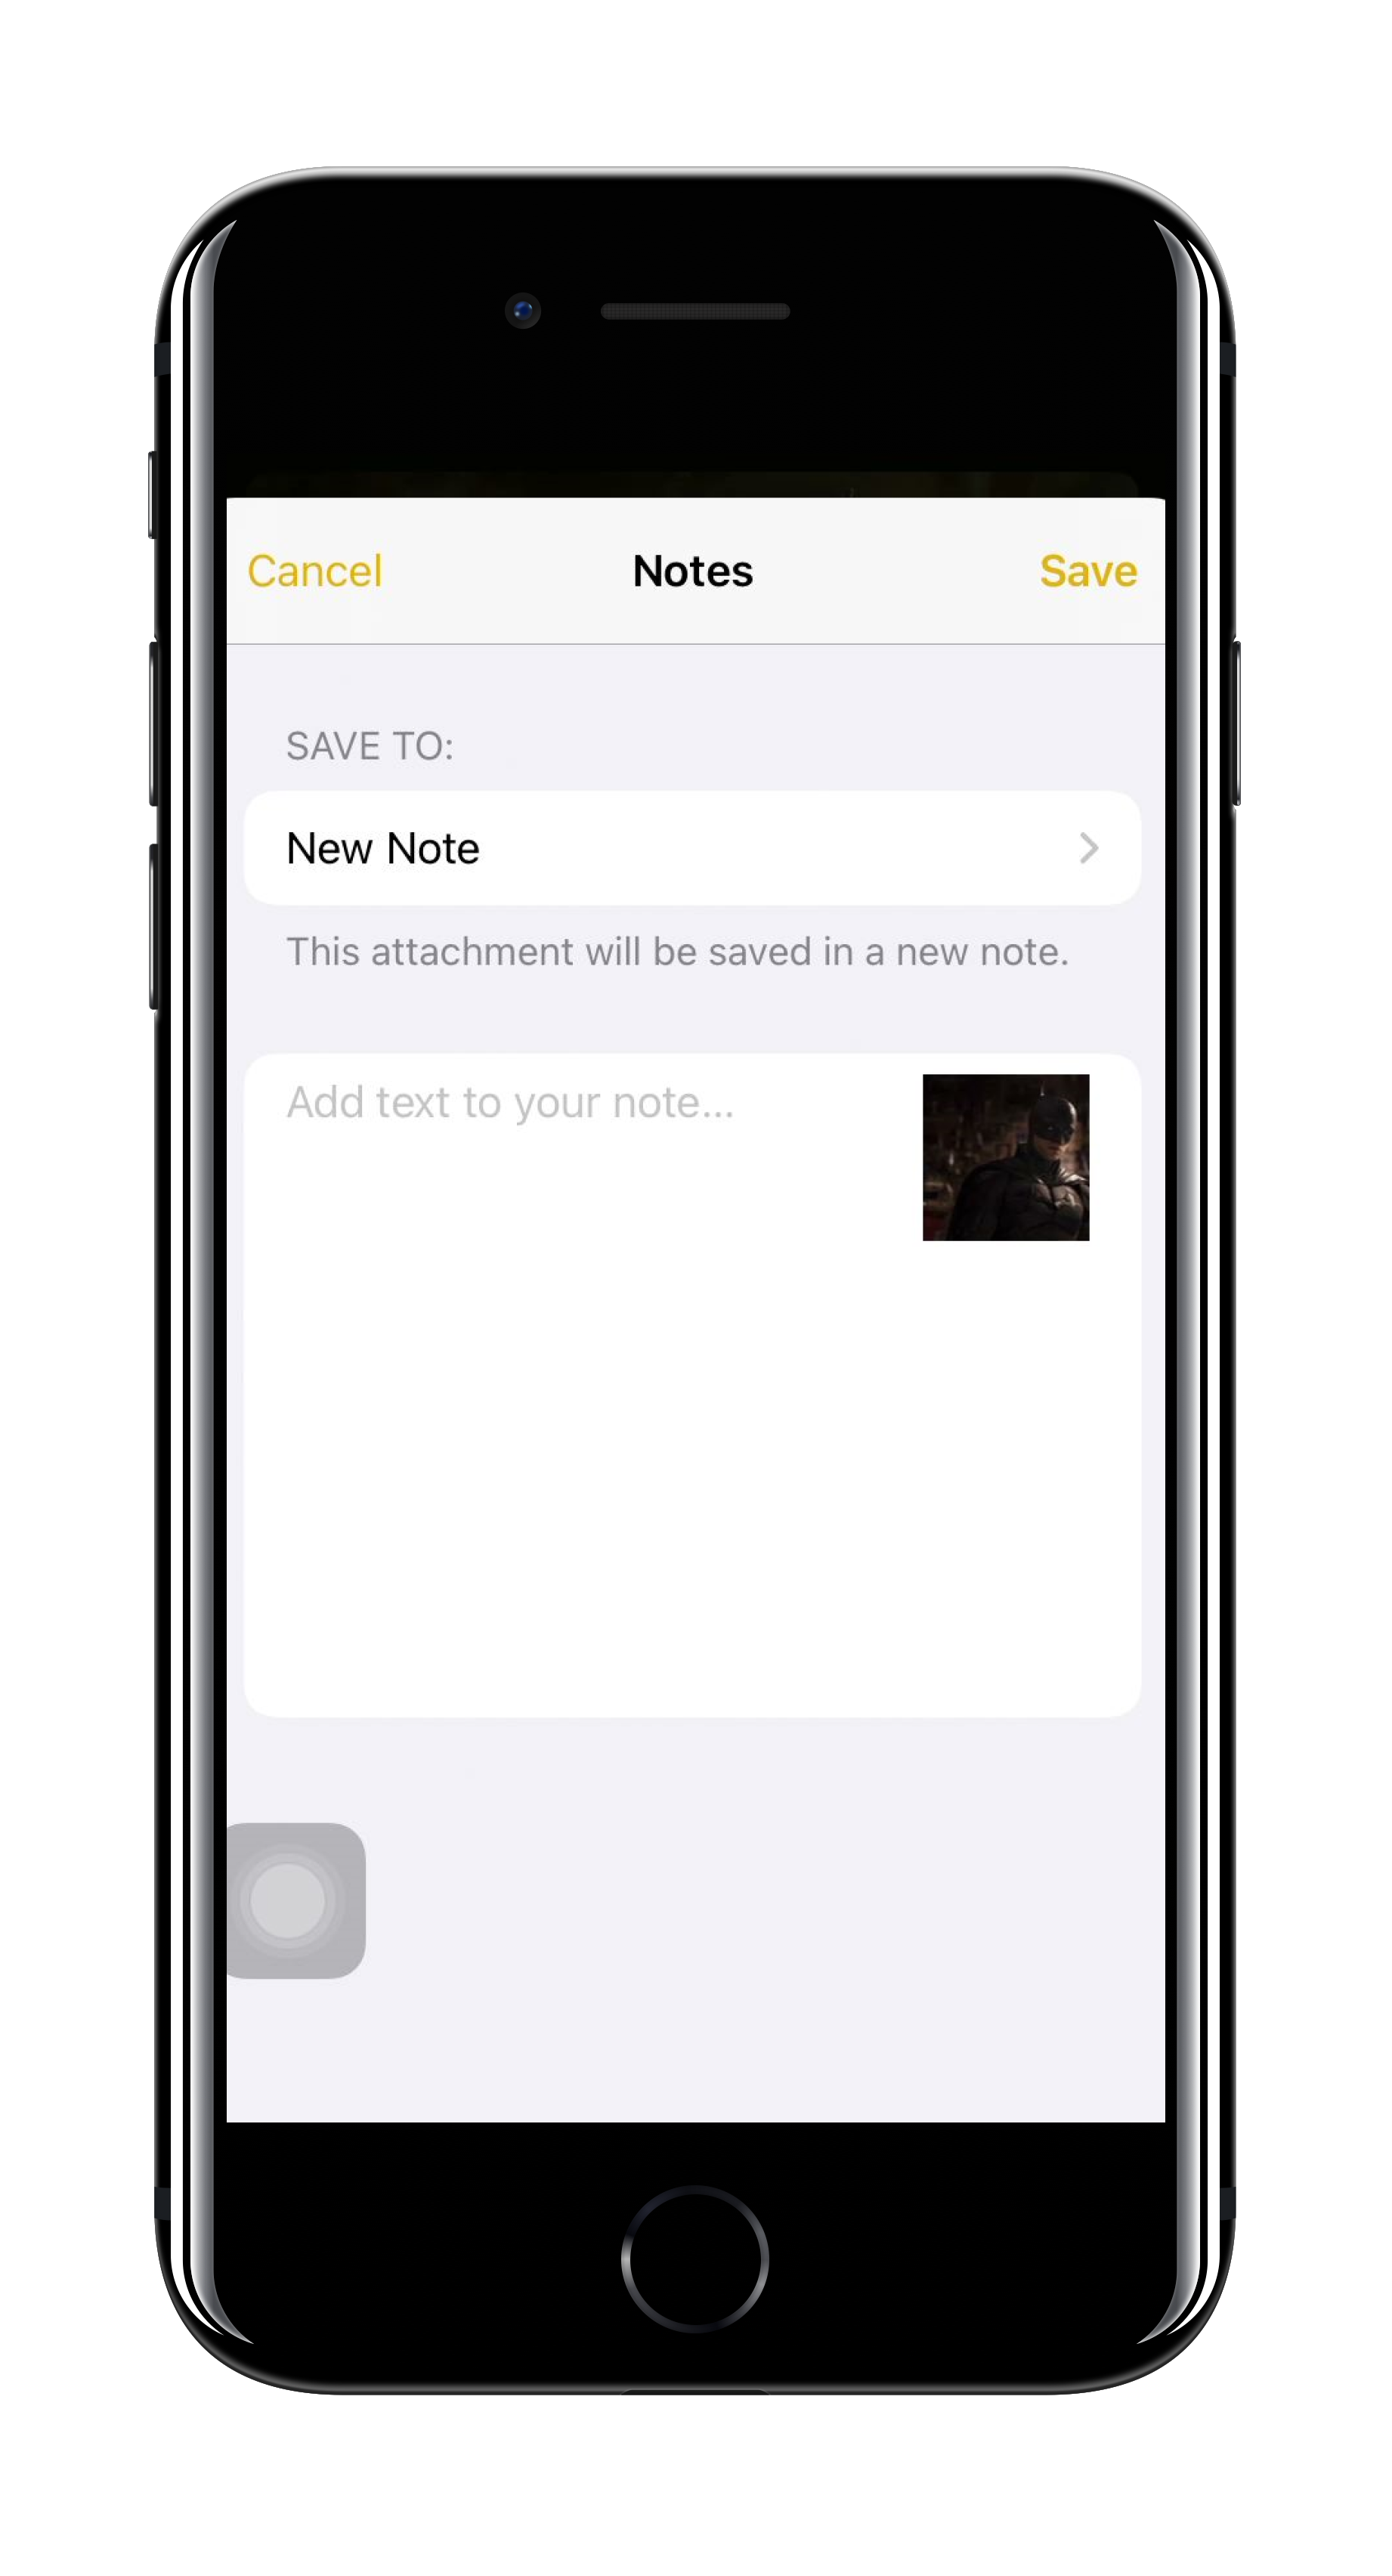 Cancel
Notes
Save
SAVE TO:
New Note
This attachment will be saved in a new note.
Add text to your note...